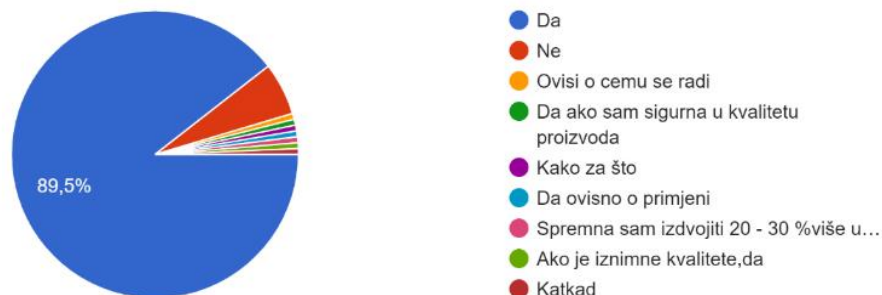 89,5%
Da
Ne
Ovisi o cemu se radi
Da ako sam sigurna u kvalitetu
proizvoda
Kako za što
Da ovisno o primjeni
Spremna sam izdvojiti 20 - 30 %više u…
Ako je iznimne kvalitete,da
Katkad